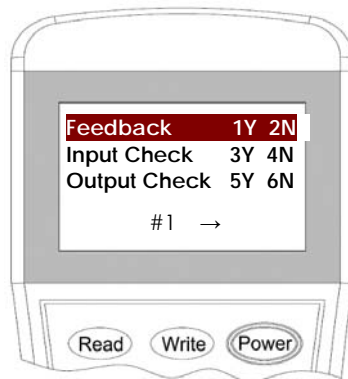 Feedback 1Y 2N
Input Check 3Y 4N
Output Check 5Y 6N
#1 →
Read Write Power